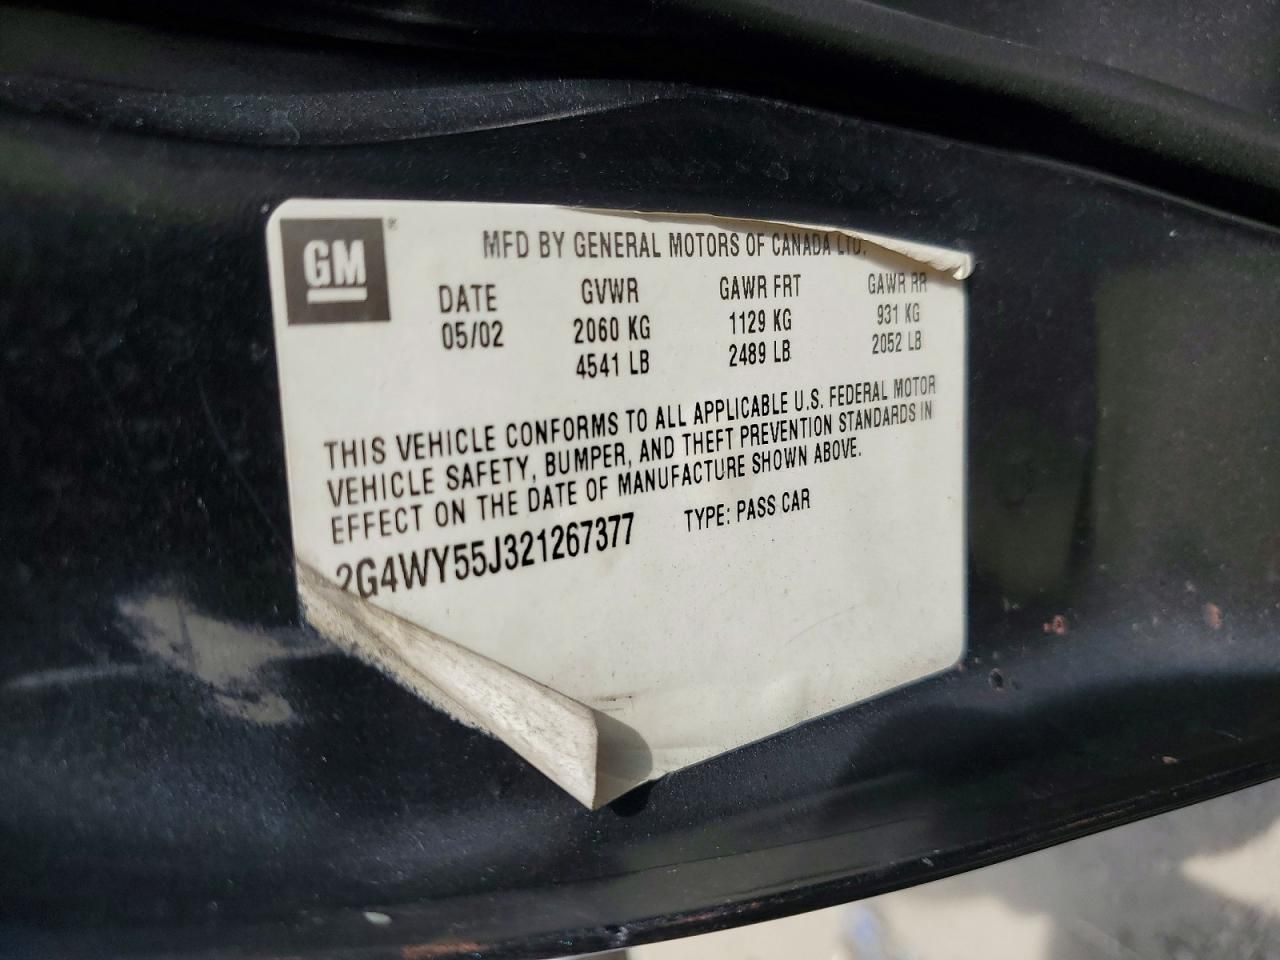 GM ®
MFD BY GENERAL MOTORS OF CANADA LTD.
DATE GVWR GAWR FRT GAWR RR
05/02 2060 KG 1129 KG 931 KG
4541 LB 2489 LB 2052 LB
THIS VEHICLE CONFORMS TO ALL APPLICABLE U.S. FEDERAL MOTOR
VEHICLE SAFETY, BUMPER, AND THEFT PREVENTION STANDARDS IN
EFFECT ON THE DATE OF MANUFACTURE SHOWN ABOVE.
2G4WY55J321267377 TYPE: PASS CAR